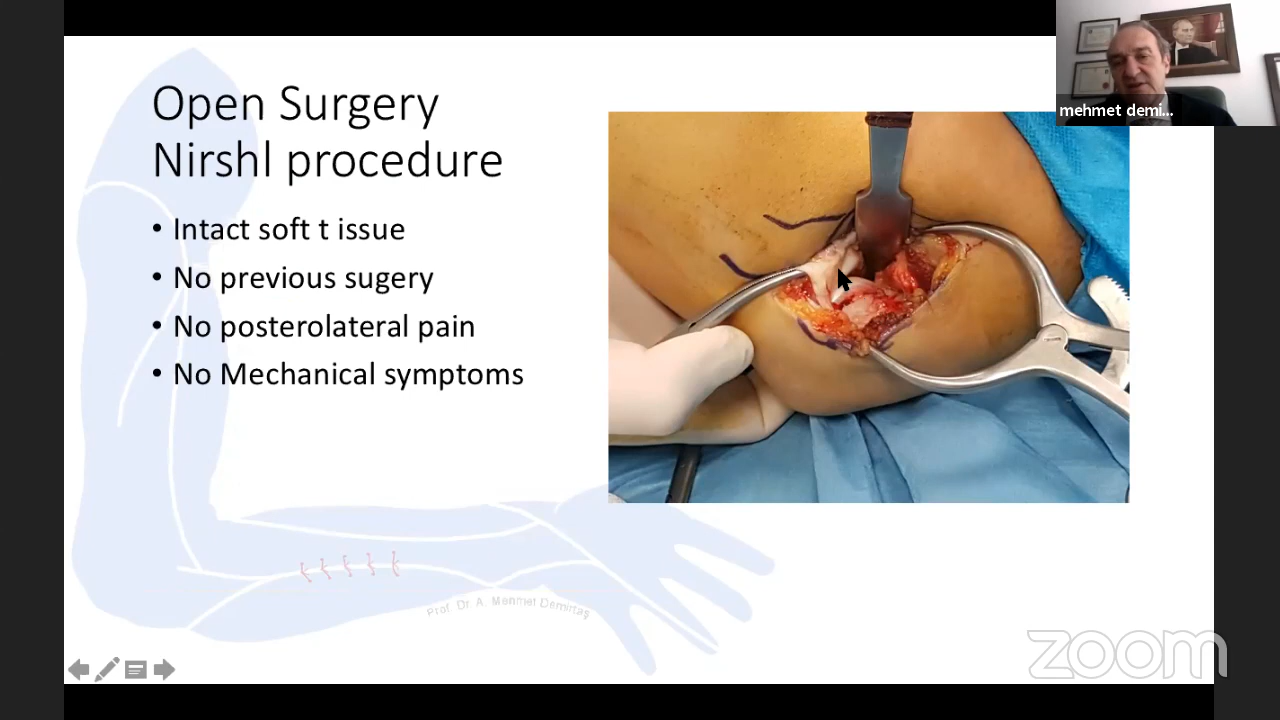 Open Surgery
Nirshl procedure
• Intact soft t issue
• No previous sugery
• No posterolateral pain
• No Mechanical symptoms
mehmet demi...
Prof. Dr. A. Mehmet Demirtaş
zoom